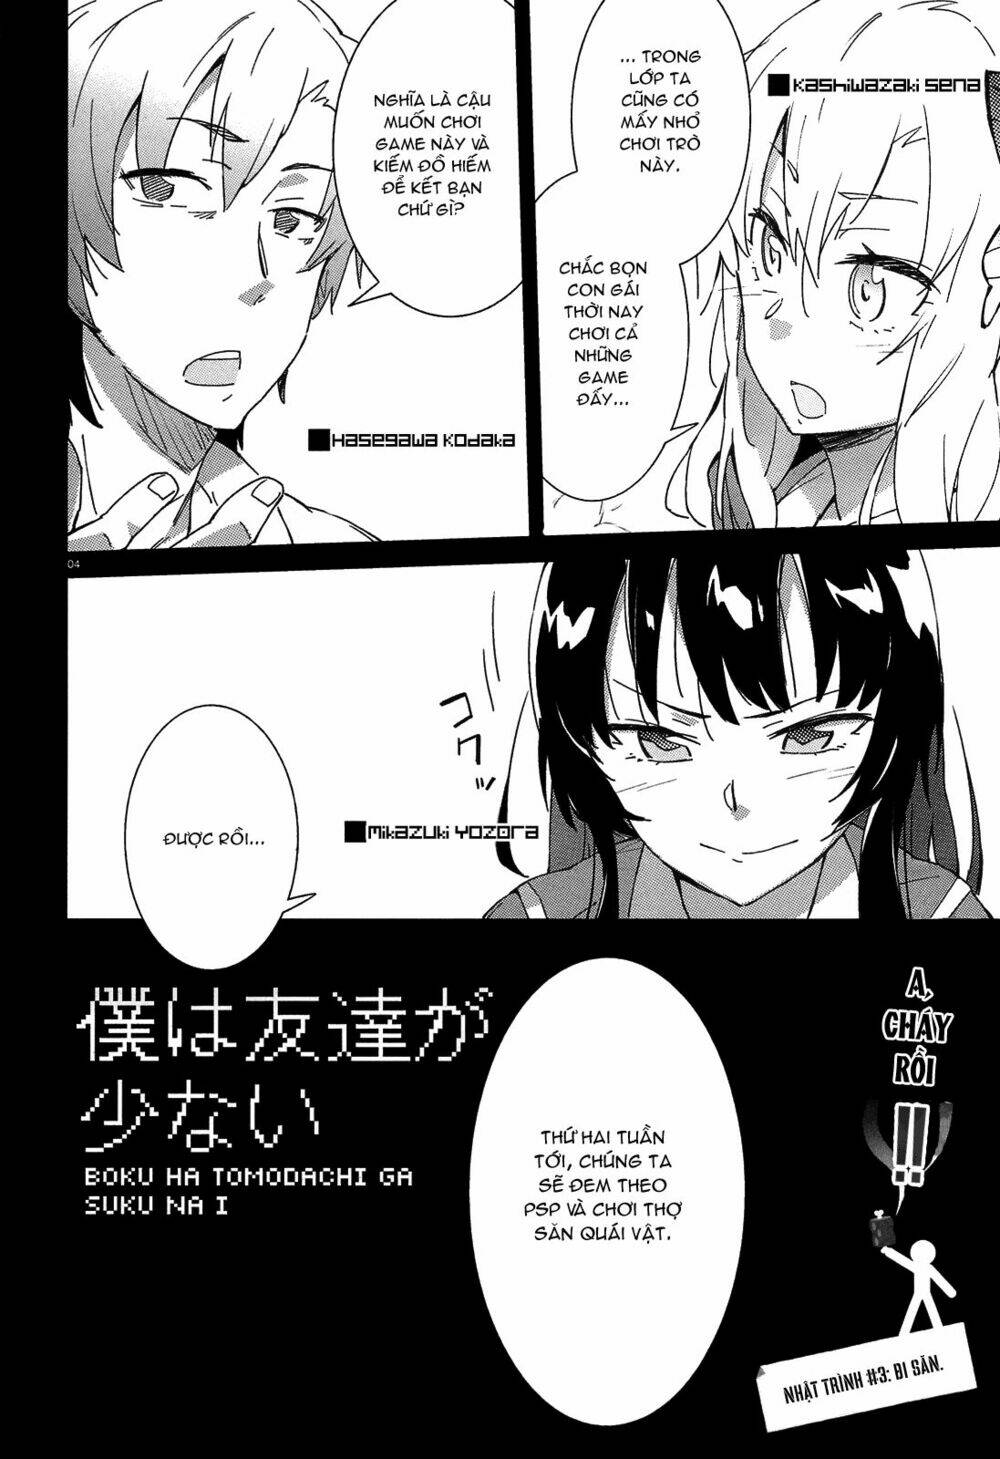 ... TRONG
LỚP TA
CŨNG CÓ
MẤY NHỎ
CHƠI TRÒ
NÀY.
KASHIWAZAKI SENA
CHẮC BỌN
CON GÁI
THỜI NAY
CHƠI CẢ
NHỮNG
GAME
ĐẤY...
NGHĨA LÀ CẬU
MUỐN CHƠI
GAME NÀY VÀ
KIẾM ĐỒ HIẾM
ĐỂ KẾT BẠN
CHỨ GÌ?
HASEGAWA KODAKA
04
コクッ
MIKAZUKI YOZORA
ĐƯỢC RỒI...
僕は友達が
少ない
BOKU HA TOMODACHI GA
SUKU NA I
THỨ HAI TUẦN
TỚI, CHÚNG TA
SẼ ĐEM THEO
PSP VÀ CHƠI THỢ
SĂN QUÁI VẬT.
A,
CHÁY
RỒI
!!
NHẬT TRÌNH #3: ĐI SĂN.